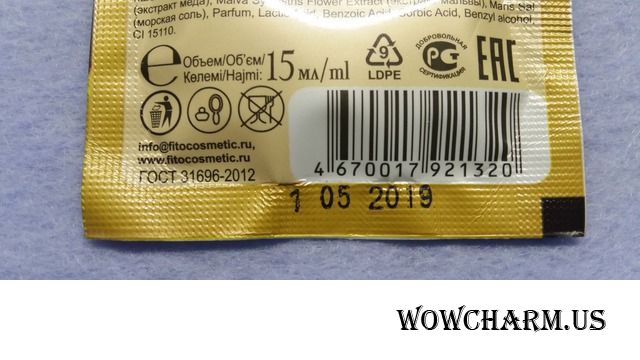 (экстракт меда), Malva Sylvestris Flower Extract (экстракт мальвы), Maris Sal
(морская соль), Parfum, Lactic Acid, Benzoic Acid, Sorbic Acid, Benzyl alcohol,
CI 15110.
Объем/Об'єм/
Көлемі/Hajmi: 15 мл/ml
9
LDPE
ДОБРОВОЛЬНАЯ
РС
СЕРТИФИКАЦИЯ
EAC
info@fitocosmetic.ru,
www.fitocosmetic.ru
ГОСТ 31696-2012
4 670017 921320
1 05 2019
WOWCHARM.US